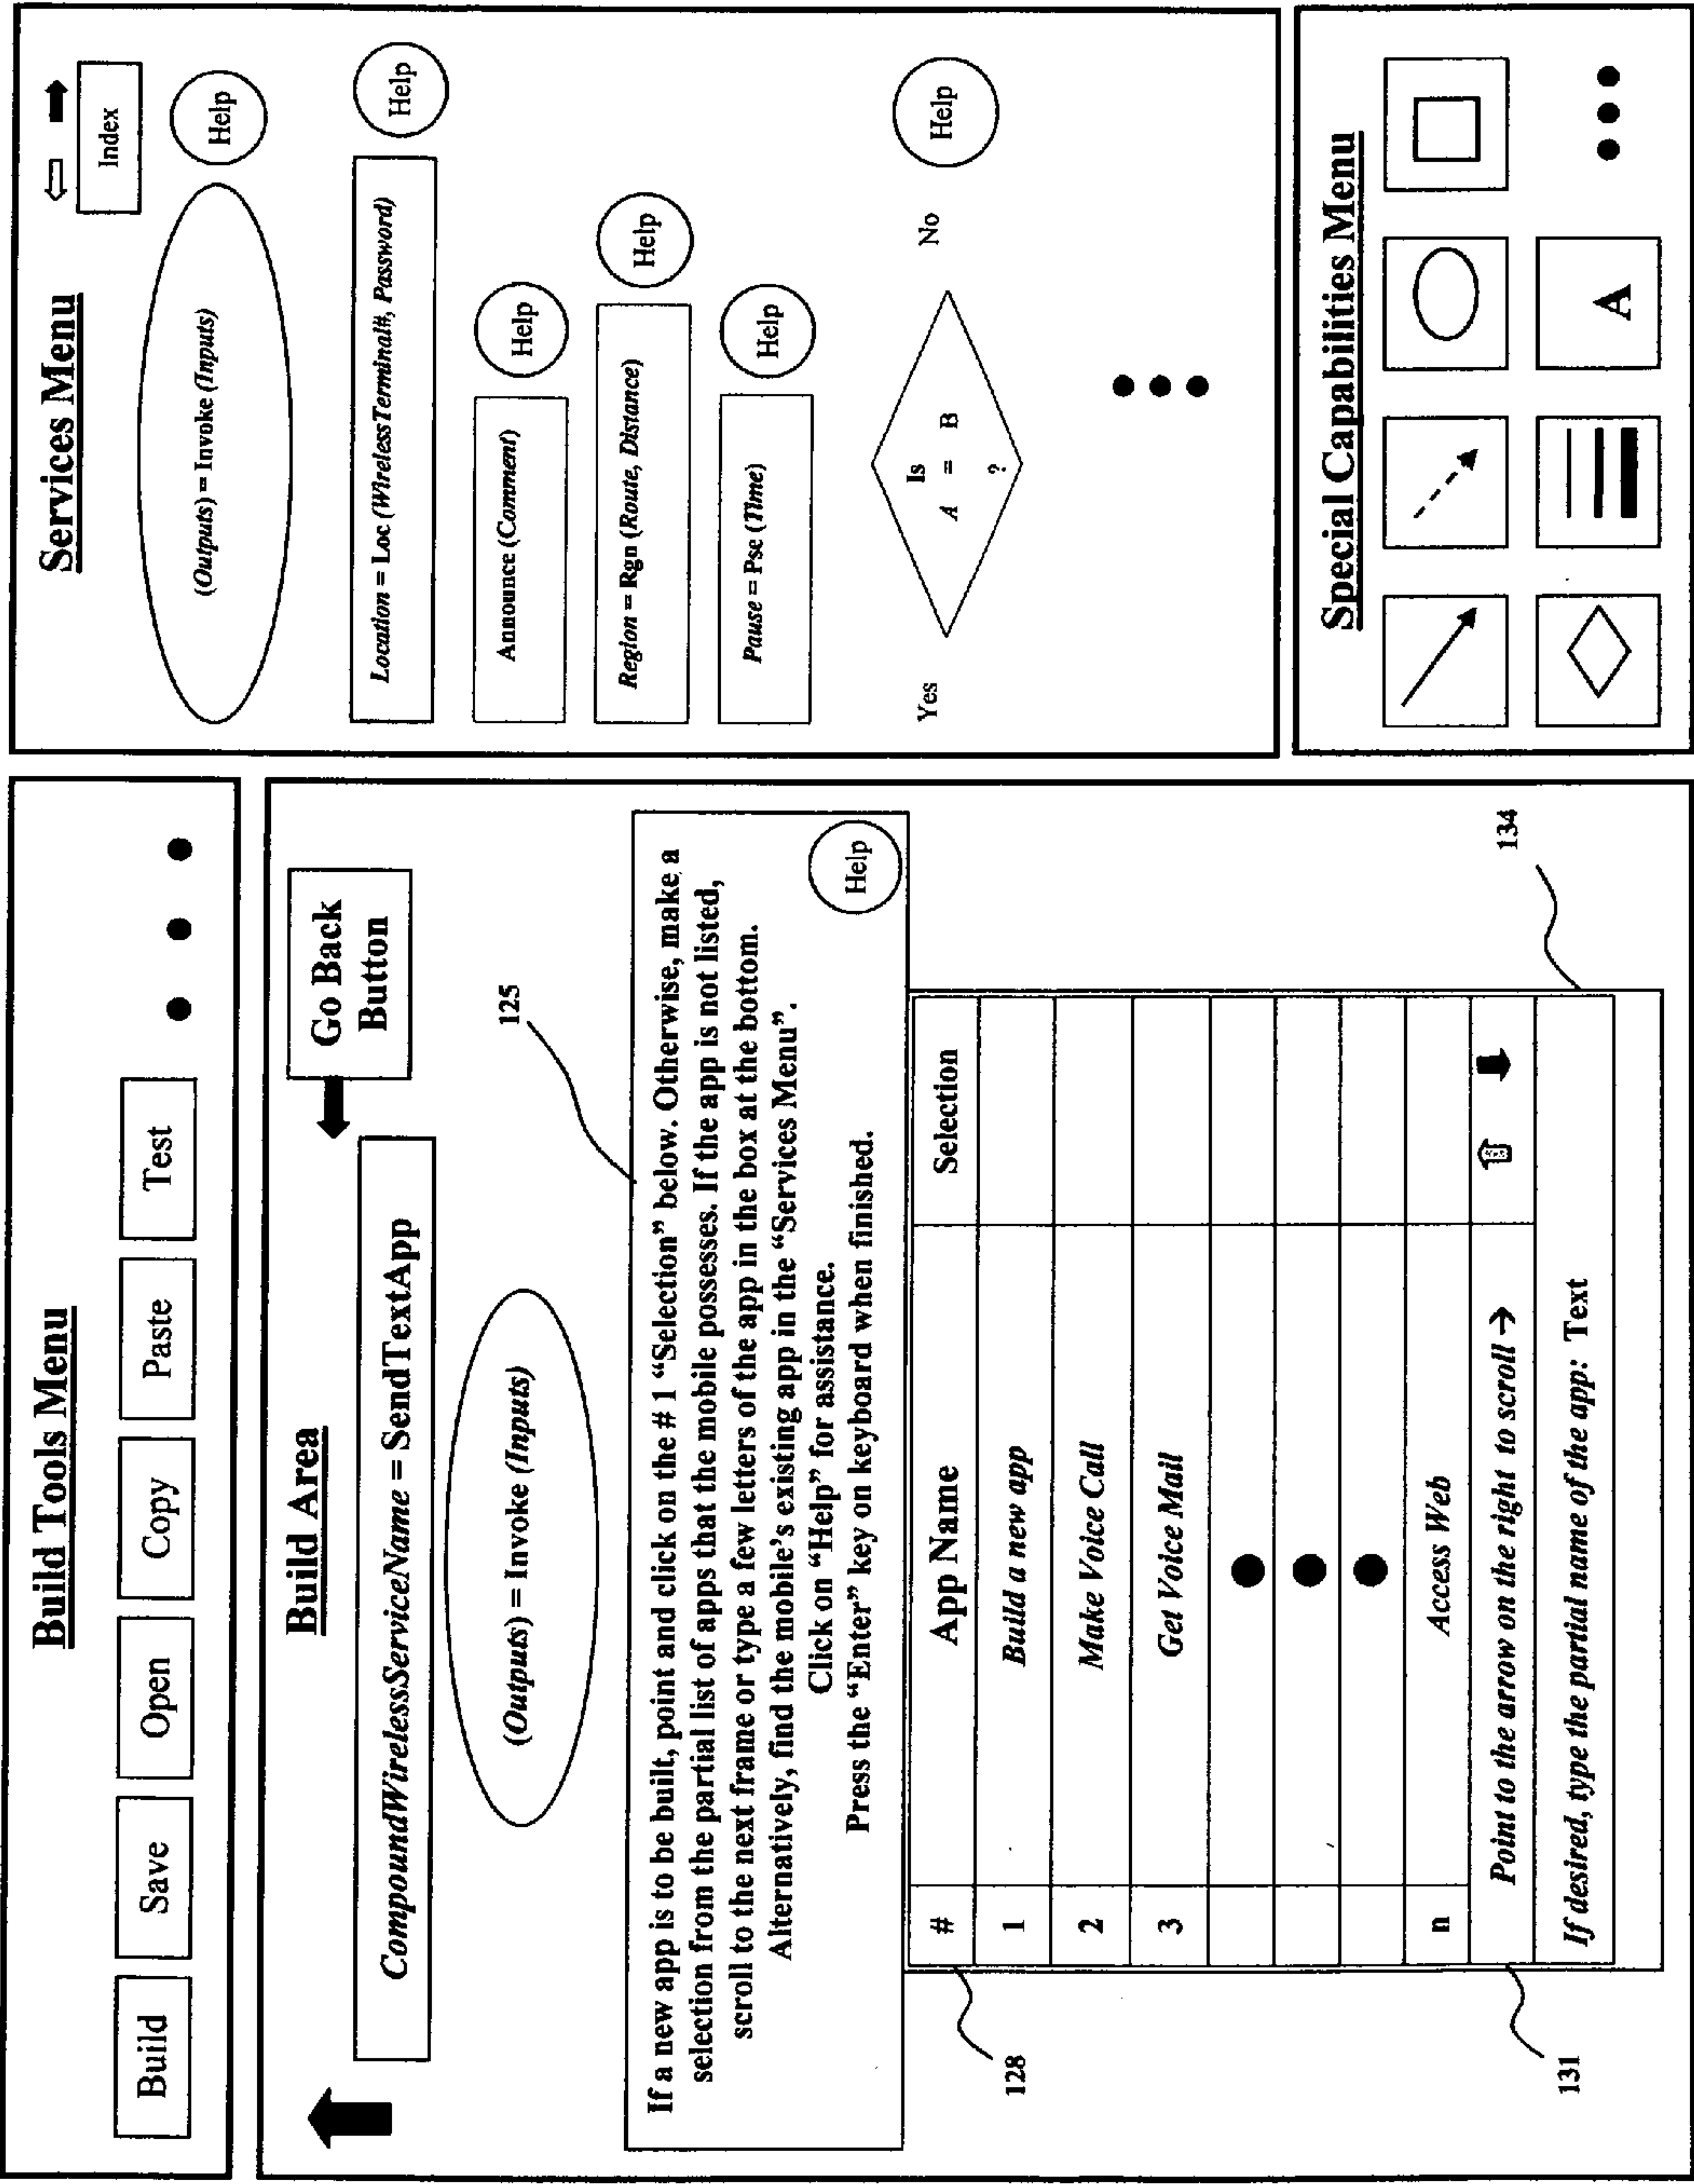 Build Tools Menu
Build
Save
Open
Copy
Paste
Test
Build Area
Go Back
Button
CompoundWirelessServiceName = SendTextApp
(Outputs) = Invoke (Inputs)
125
If a new app is to be built, point and click on the # 1 “Selection” below. Otherwise, make a
selection from the partial list of apps that the mobile possesses. If the app is not listed,
scroll to the next frame or type a few letters of the app in the box at the bottom.
Alternatively, find the mobile’s existing app in the “Services Menu”.
Click on “Help” for assistance.
Press the “Enter” key on keyboard when finished.
Help
# App Name Selection
1 Build a new app
2 Make Voice Call
3 Get Voice Mail
n Access Web
Point to the arrow on the right to scroll →
If desired, type the partial name of the app: Text
128
131
134
Services Menu
Index
(Outputs) = Invoke (Inputs)
Help
Location = Loc (WirelessTerminal#, Password)
Help
Announce (Comment)
Help
Region = Rgn (Route, Distance)
Help
Pause = Pse (Time)
Help
Yes
Is
A = B
?
No
Help
Special Capabilities Menu
A